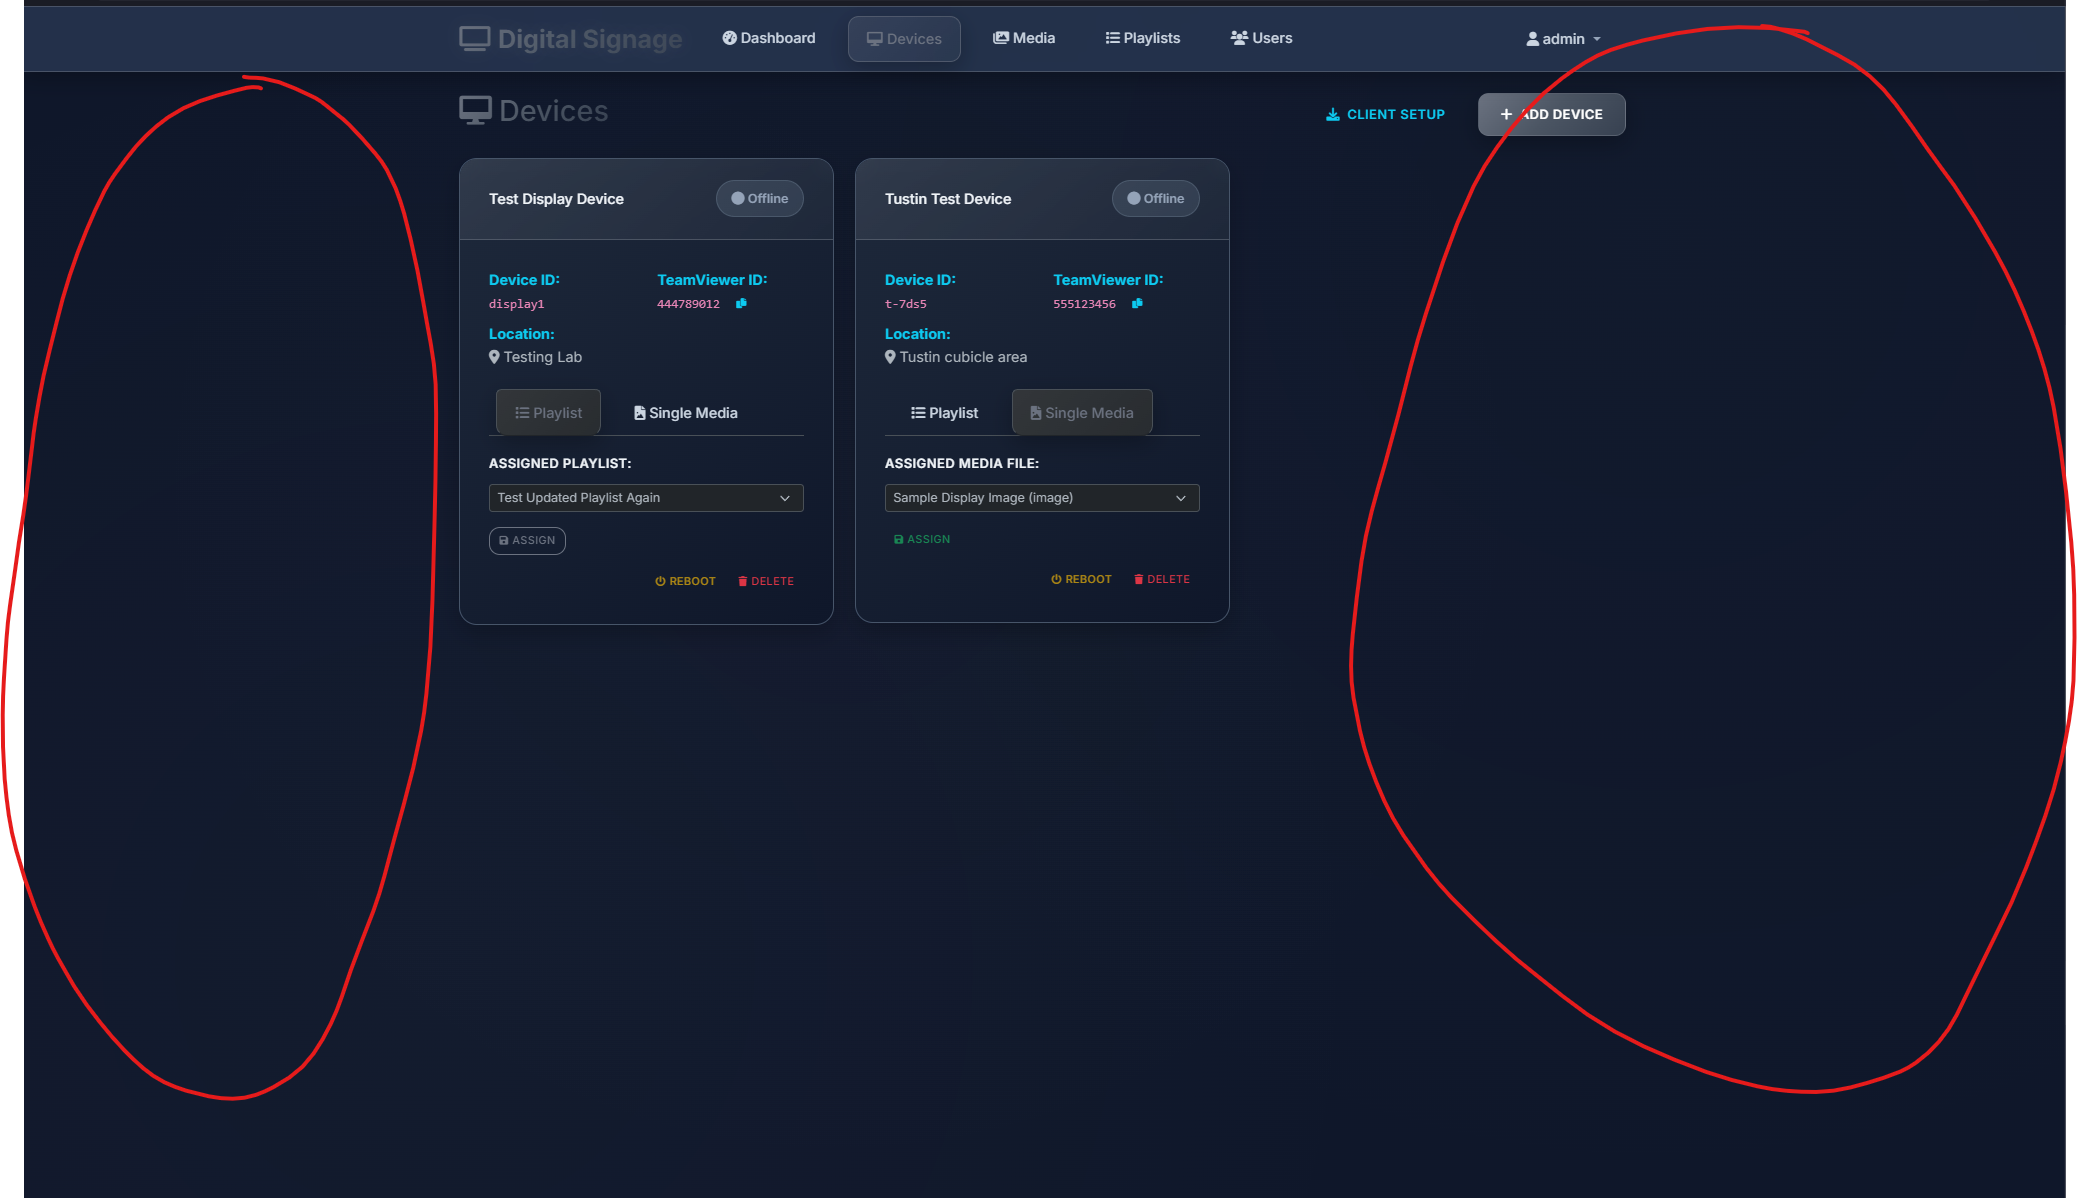 Digital Signage Dashboard Devices Media Playlists Users admin
Devices CLIENT SETUP + ADD DEVICE
Test Display Device Offline
Device ID: TeamViewer ID:
display1 444789012
Location:
Testing Lab
Playlist Single Media
ASSIGNED PLAYLIST:
Test Updated Playlist Again
ASSIGN
REBOOT DELETE
Tustin Test Device Offline
Device ID: TeamViewer ID:
t-7ds5 555123456
Location:
Tustin cubicle area
Playlist Single Media
ASSIGNED MEDIA FILE:
Sample Display Image (image)
ASSIGN
REBOOT DELETE